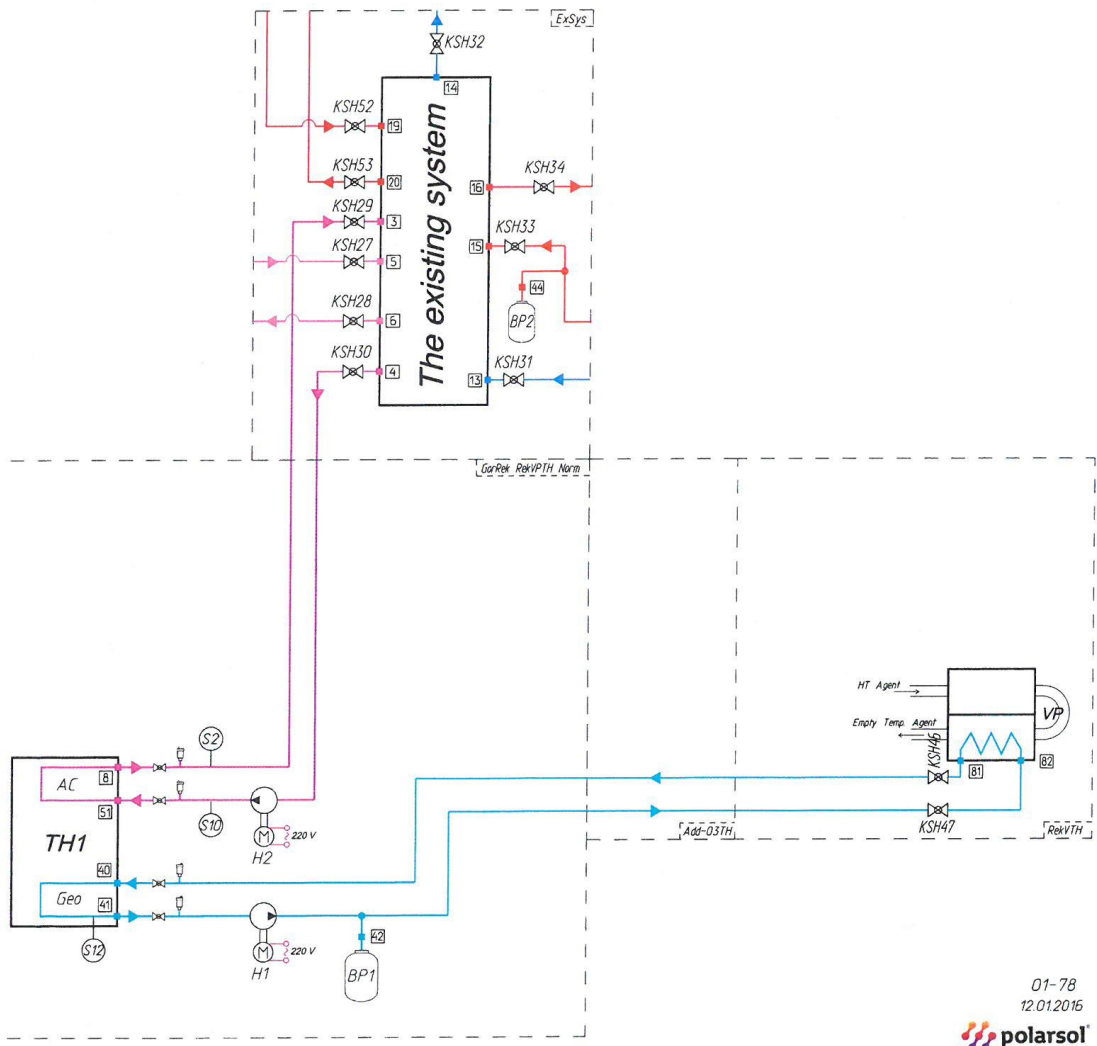 ExSys
KSH32
14
KSH52
19
KSH53
20
KSH29
3
KSH27
5
KSH28
6
KSH30
4
The existing system
KSH34
16
KSH33
15
44
BP2
KSH31
13
GorRek RekVPTH Norm
HT Agent
Empty Temp. Agent
VP
KSH46
81
82
KSH47
Add-03TH
RekVTH
S2
8
AC
51
S10
TH1
M
220 V
H2
40
Geo
41
S12
M
220 V
H1
42
BP1
01-78
12.01.2016
polarsol